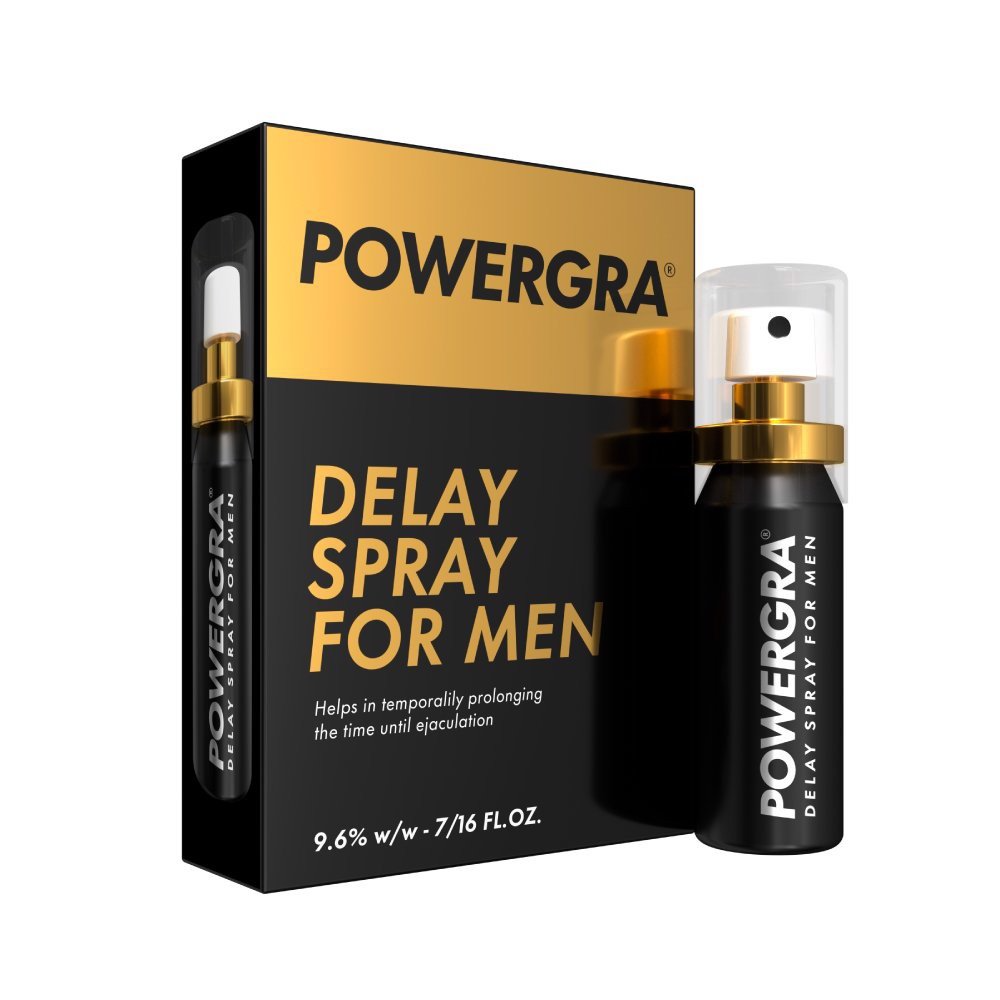 POWERGRA®
DELAY
SPRAY
FOR MEN
Helps in temporalily prolonging
the time until ejaculation
9.6% w/w - 7/16 FL.OZ.
POWERGRA®
DELAY SPRAY FOR MEN
POWERGRA®
DELAY SPRAY FOR MEN